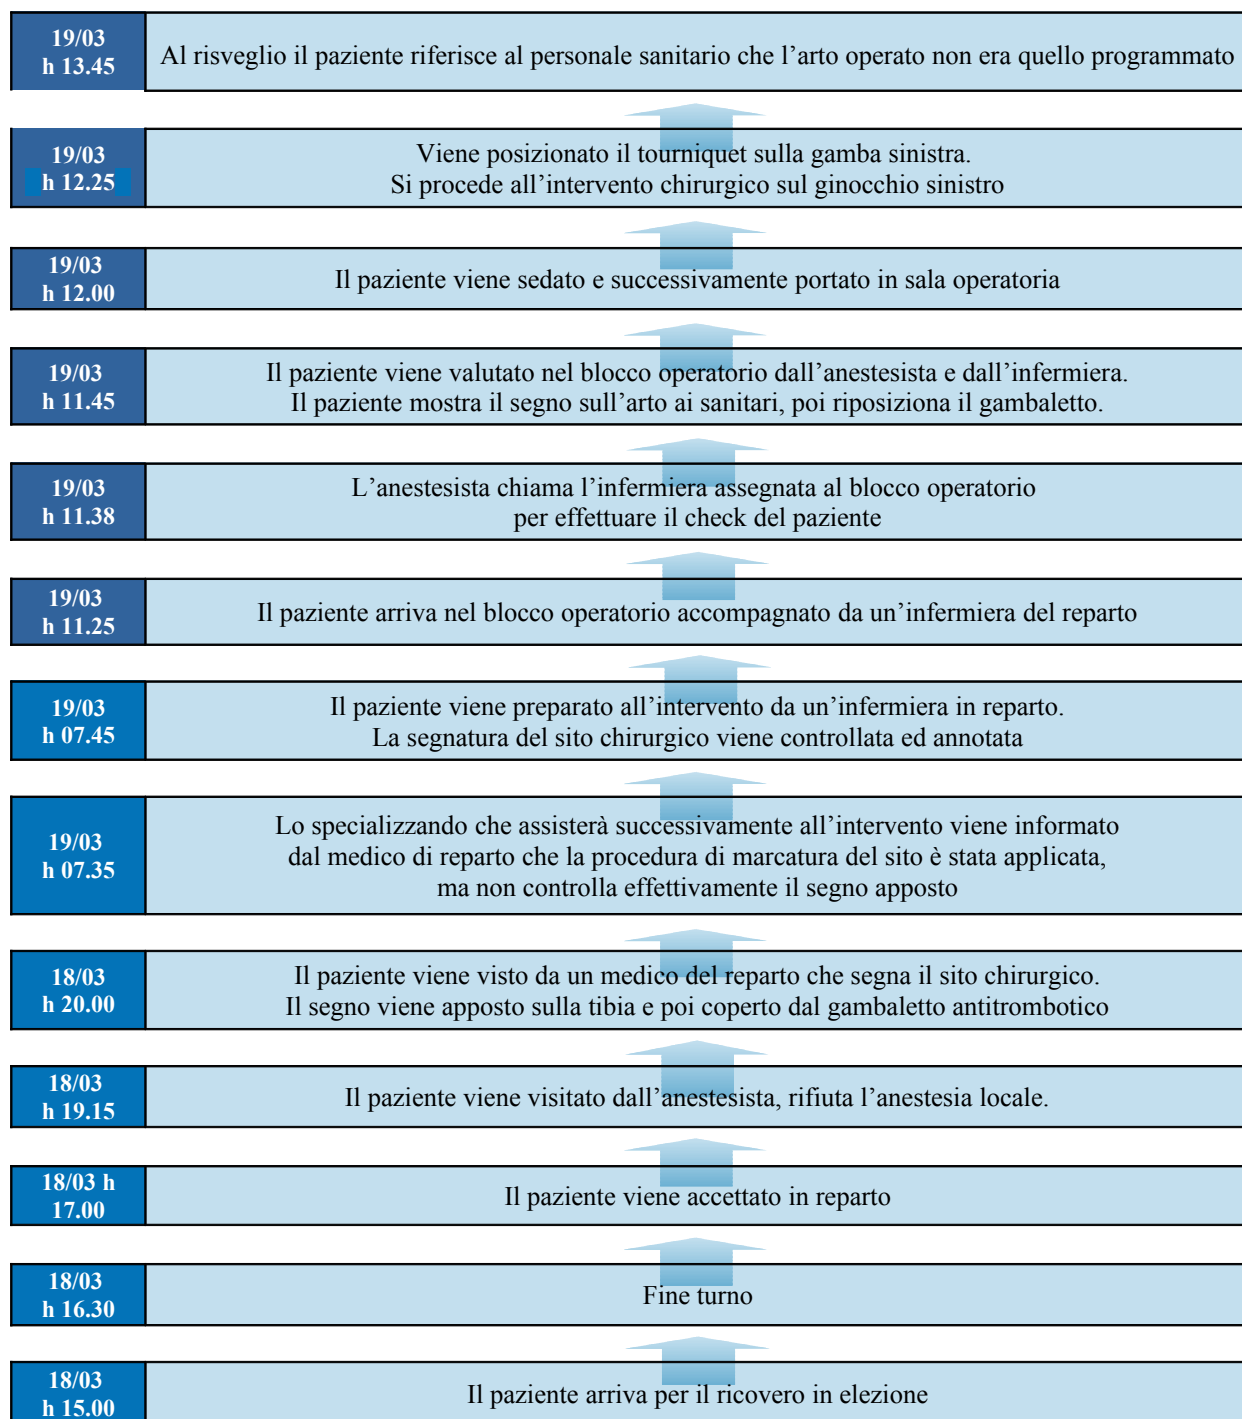 19/03
h 13.45
Al risveglio il paziente riferisce al personale sanitario che l’arto operato non era quello programmato
19/03
h 12.25
Viene posizionato il tourniquet sulla gamba sinistra.
Si procede all’intervento chirurgico sul ginocchio sinistro
19/03
h 12.00
Il paziente viene sedato e successivamente portato in sala operatoria
19/03
h 11.45
Il paziente viene valutato nel blocco operatorio dall’anestesista e dall’infermiera.
Il paziente mostra il segno sull’arto ai sanitari, poi riposiziona il gambaletto.
19/03
h 11.38
L’anestesista chiama l’infermiera assegnata al blocco operatorio
per effettuare il check del paziente
19/03
h 11.25
Il paziente arriva nel blocco operatorio accompagnato da un’infermiera del reparto
19/03
h 07.45
Il paziente viene preparato all’intervento da un’infermiera in reparto.
La segnatura del sito chirurgico viene controllata ed annotata
19/03
h 07.35
Lo specializzando che assisterà successivamente all’intervento viene informato
dal medico di reparto che la procedura di marcatura del sito è stata applicata,
ma non controlla effettivamente il segno apposto
18/03
h 20.00
Il paziente viene visto da un medico del reparto che segna il sito chirurgico.
Il segno viene apposto sulla tibia e poi coperto dal gambaletto antitrombotico
18/03
h 19.15
Il paziente viene visitato dall’anestesista, rifiuta l’anestesia locale.
18/03 h
17.00
Il paziente viene accettato in reparto
18/03
h 16.30
Fine turno
18/03
h 15.00
Il paziente arriva per il ricovero in elezione